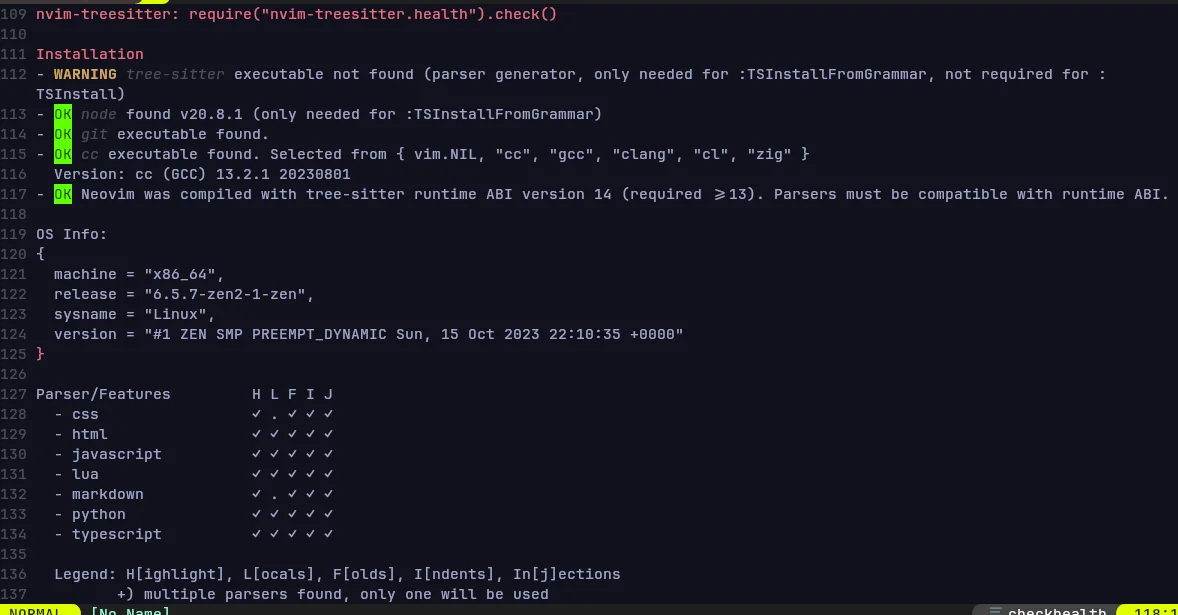 109 nvim-treesitter: require("nvim-treesitter.health").check()
110
111 Installation
112 - WARNING tree-sitter executable not found (parser generator, only needed for :TSInstallFromGrammar, not required for :
TSInstall)
113 - OK node found v20.8.1 (only needed for :TSInstallFromGrammar)
114 - OK git executable found.
115 - OK cc executable found. Selected from { vim.NIL, "cc", "gcc", "clang", "cl", "zig" }
116   Version: cc (GCC) 13.2.1 20230801
117 - OK Neovim was compiled with tree-sitter runtime ABI version 14 (required ≥13). Parsers must be compatible with runtime ABI.
118
119 OS Info:
120 {
121   machine = "x86_64",
122   release = "6.5.7-zen2-1-zen",
123   sysname = "Linux",
124   version = "#1 ZEN SMP PREEMPT_DYNAMIC Sun, 15 Oct 2023 22:10:35 +0000"
125 }
126
127 Parser/Features         H L F I J
128   - css                 ✓ . ✓ ✓ ✓
129   - html                ✓ ✓ ✓ ✓ ✓
130   - javascript          ✓ ✓ ✓ ✓ ✓
131   - lua                 ✓ ✓ ✓ ✓ ✓
132   - markdown            ✓ . ✓ ✓ ✓
133   - python              ✓ ✓ ✓ ✓ ✓
134   - typescript          ✓ ✓ ✓ ✓ ✓
135
136   Legend: H[ighlight], L[ocals], F[olds], I[ndents], In[j]ections
137          +) multiple parsers found, only one will be used
NORMAL [No Name] checkhealth 118:1